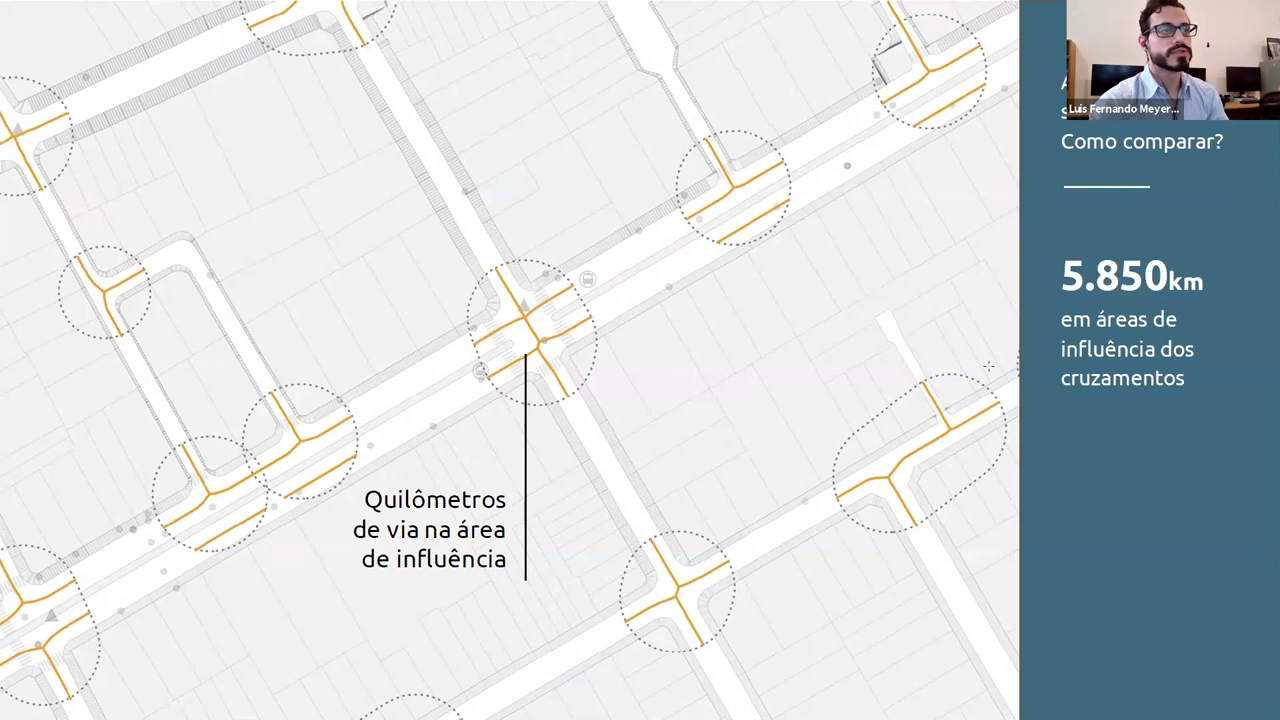 Luis Fernando Meyer...
Como comparar?
5.850km
em áreas de
influência dos
cruzamentos
Quilômetros
de via na área
de influência